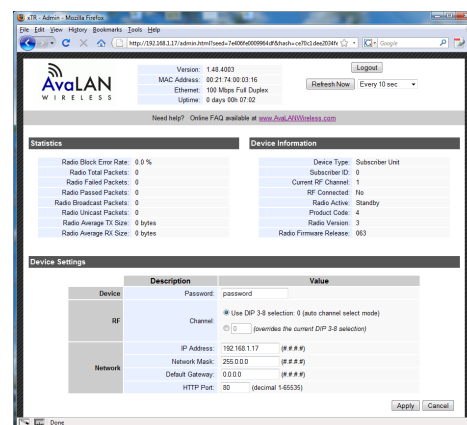 xTR - Admin - Mozilla Firefox
File Edit View History Bookmarks Tools Help
http://192.168.1.17/admin.html?seed=7e806fe0009964df&hash=ce70c1dee2034fe
Google
AvaLAN
WIRELESS
Version: 1.48.4003
MAC Address: 00:21:74:00:03:16
Ethernet: 100 Mbps Full Duplex
Uptime: 0 days 00h 07:02
Logout
Refresh Now Every 10 sec
Need help? Online FAQ available at www.AvaLANWireless.com
Statistics
Radio Block Error Rate: 0.0 %
Radio Total Packets: 0
Radio Failed Packets: 0
Radio Passed Packets: 0
Radio Broadcast Packets: 0
Radio Unicast Packets: 0
Radio Average TX Size: 0 bytes
Radio Average RX Size: 0 bytes
Device Information
Device Type: Subscriber Unit
Subscriber ID: 0
Current RF Channel: 1
RF Connected: No
Radio Active: Standby
Product Code: 4
Radio Version: 3
Radio Firmware Release: 063
Device Settings
Description Value
Device Password: password
RF Channel: Use DIP 3-8 selection: 0 (auto channel select mode)
0 (overrides the current DIP 3-8 selection)
Network IP Address: 192.168.1.17 (#.#.#.#)
Network Mask: 255.0.0.0 (#.#.#.#)
Default Gateway: 0.0.0.0 (#.#.#.#)
HTTP Port: 80 (decimal 1-65535)
Apply Cancel
Done